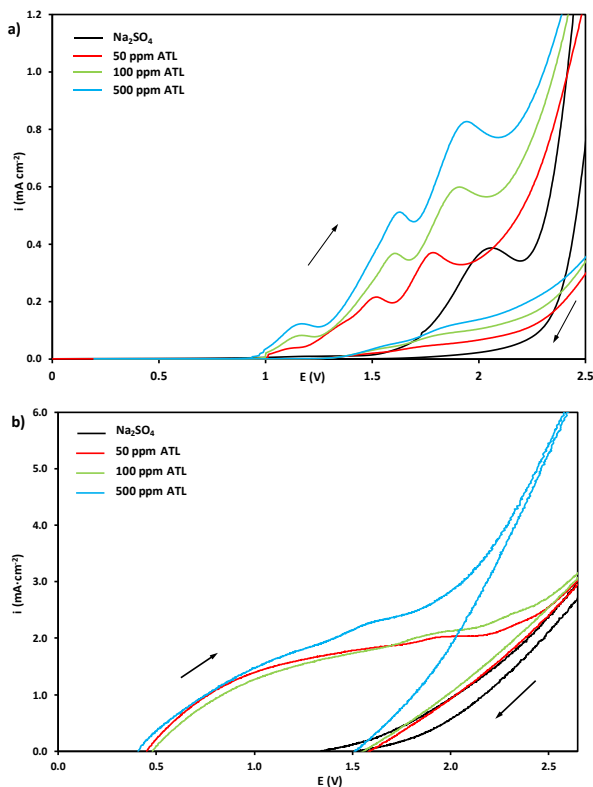 a)
1.2
1.0
0.8
0.6
0.4
0.2
0.0
i (mA cm⁻²)
Na₂SO₄
50 ppm ATL
100 ppm ATL
500 ppm ATL
0 0.5 1 1.5 2 2.5
E (V)
b)
6.0
5.0
4.0
3.0
2.0
1.0
0.0
i (mA·cm⁻²)
Na₂SO₄
50 ppm ATL
100 ppm ATL
500 ppm ATL
0.0 0.5 1.0 1.5 2.0 2.5
E (V)